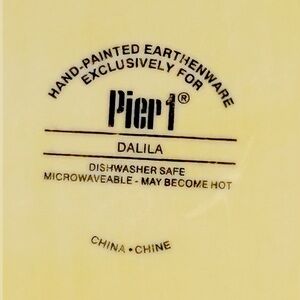 HAND-PAINTED EARTHENWARE
EXCLUSIVELY FOR
Pier 1®
DALILA
DISHWASHER SAFE
MICROWAVEABLE - MAY BECOME HOT
CHINA • CHINE